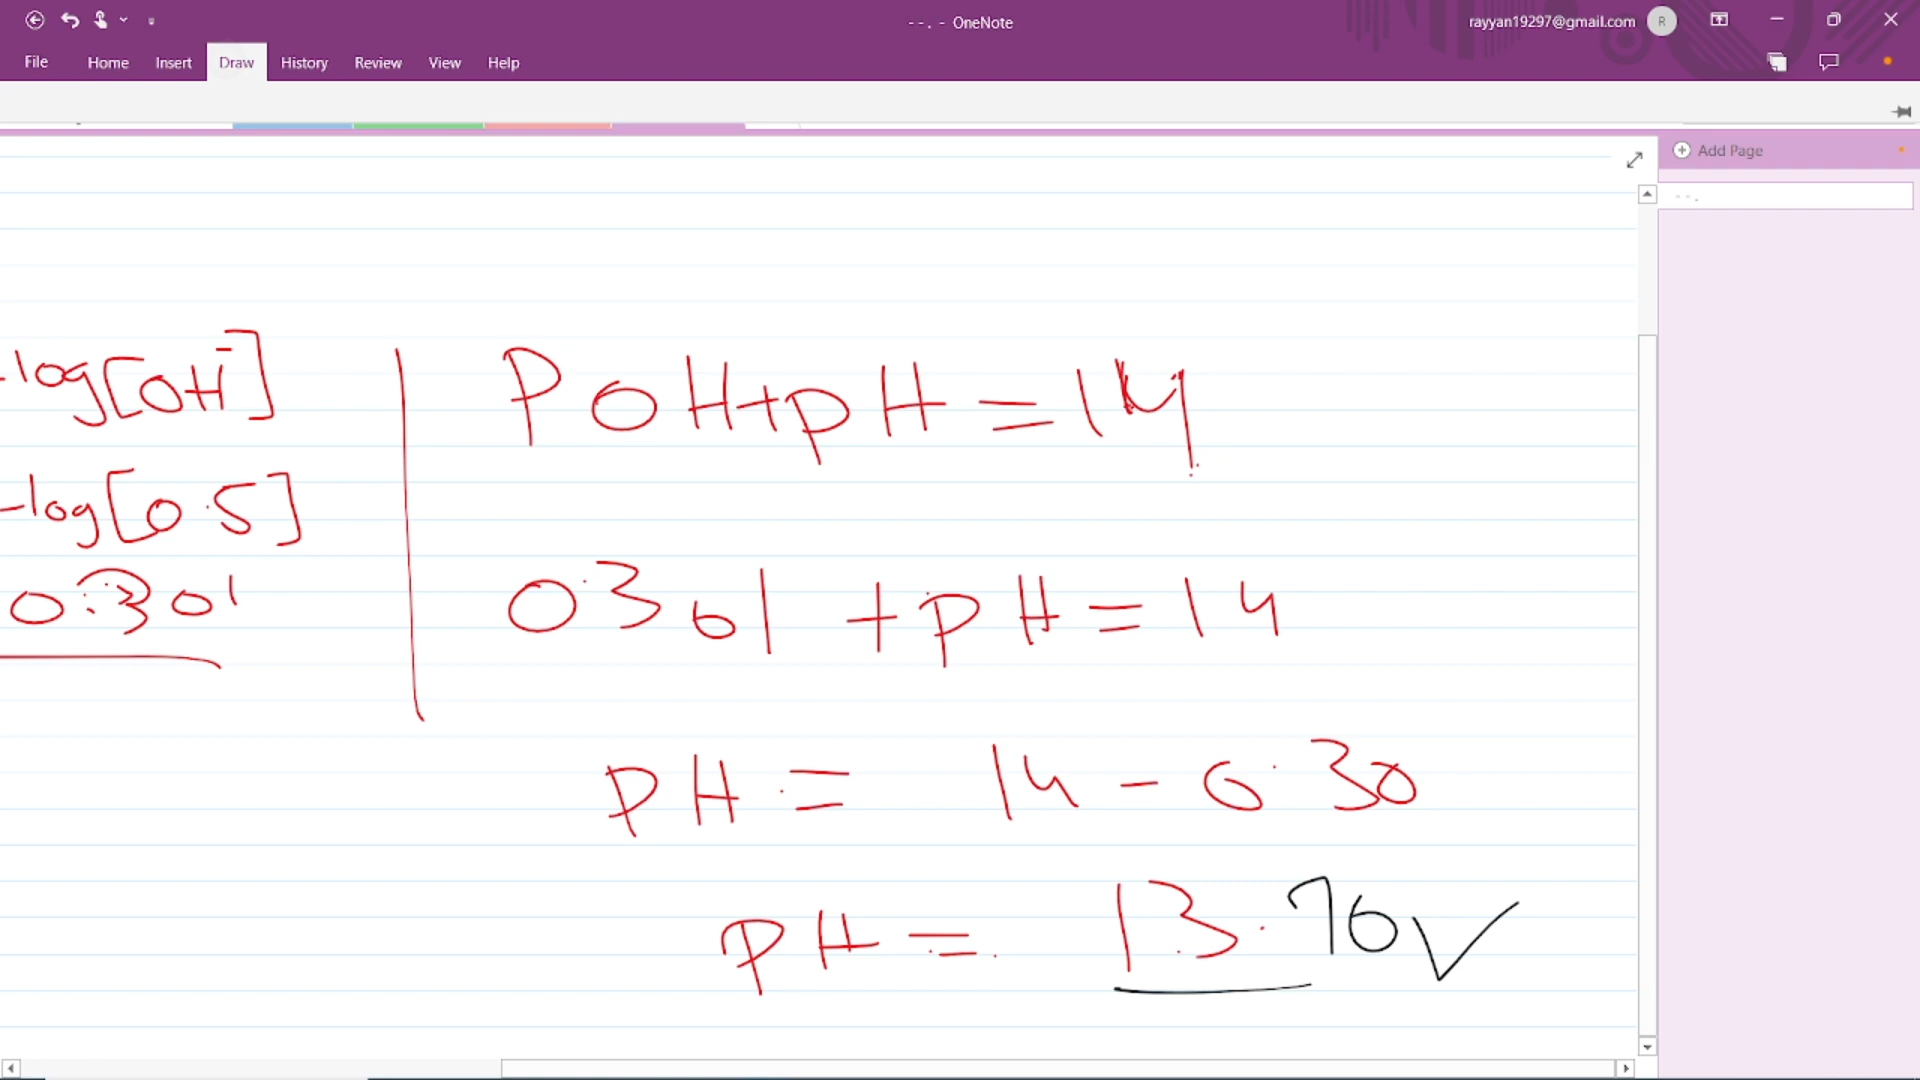 - - . - OneNote
rayyan19297@gmail.com
R
File Home Insert Draw History Review View Help
Add Page
- - .
-log[OH⁻]
-log[0.5]
0.301
POH+pH=14
0.301 +pH=14
pH = 14 - 0.30
pH = 13.70 ✓